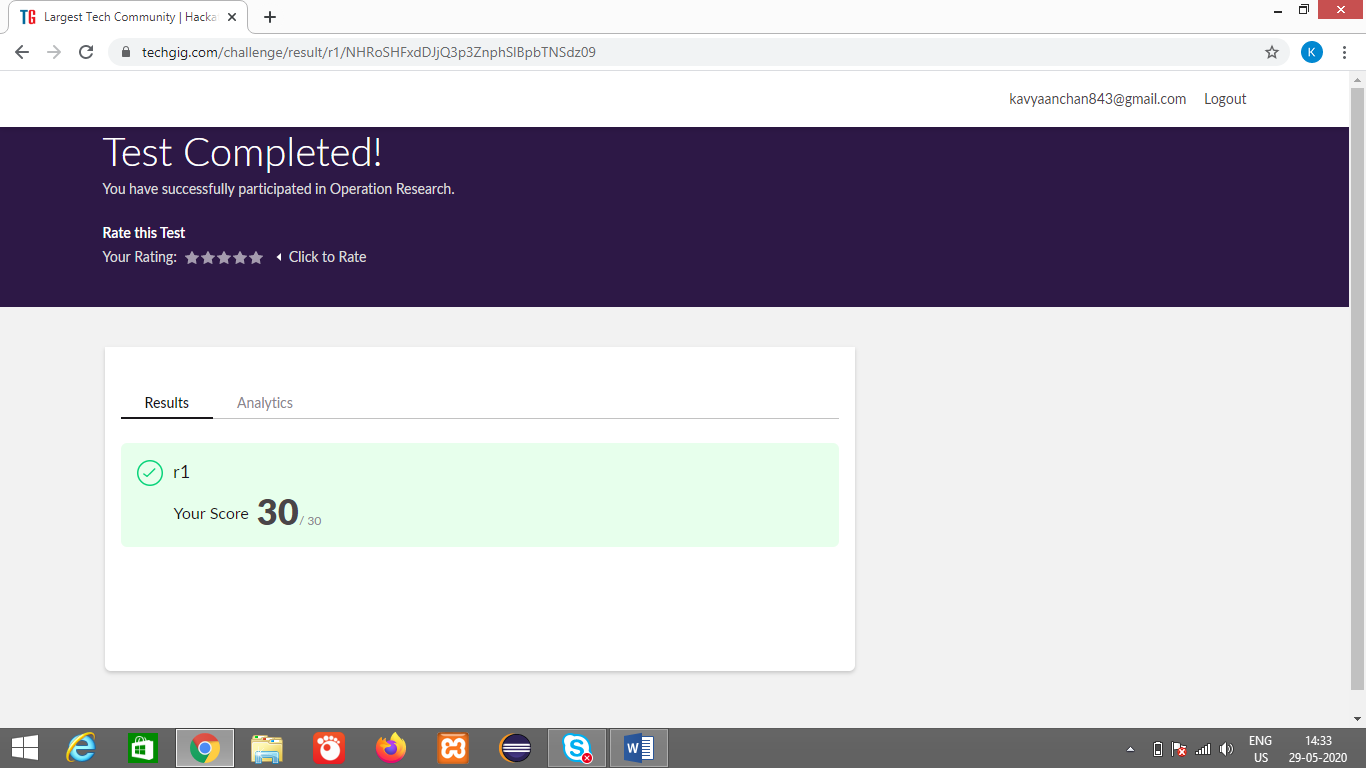 TG Largest Tech Community | Hacka
techgig.com/challenge/result/r1/NHRoSHFxdDJjQ3p3ZnphSlBpbTNSdz09
K
kavyaanchan843@gmail.com Logout
Test Completed!
You have successfully participated in Operation Research.
Rate this Test
Your Rating: Click to Rate
Results Analytics
r1
Your Score 30 / 30
ENG 14:33
US 29-05-2020